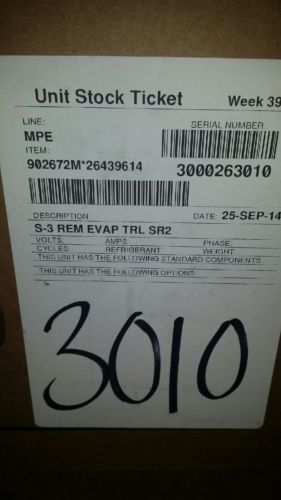 Unit Stock Ticket Week 39
LINE: SERIAL NUMBER
MPE
ITEM:
902672M*26439614 3000263010
DESCRIPTION: DATE: 25-SEP-14
S-3 REM EVAP TRL SR2
VOLTS: AMPS PHASE:
CYCLES: REFRIGERANT WEIGHT
THIS UNIT HAS THE FOLLOWING STANDARD COMPONENTS
THIS UNIT HAS THE FOLLOWING OPTIONS
3010